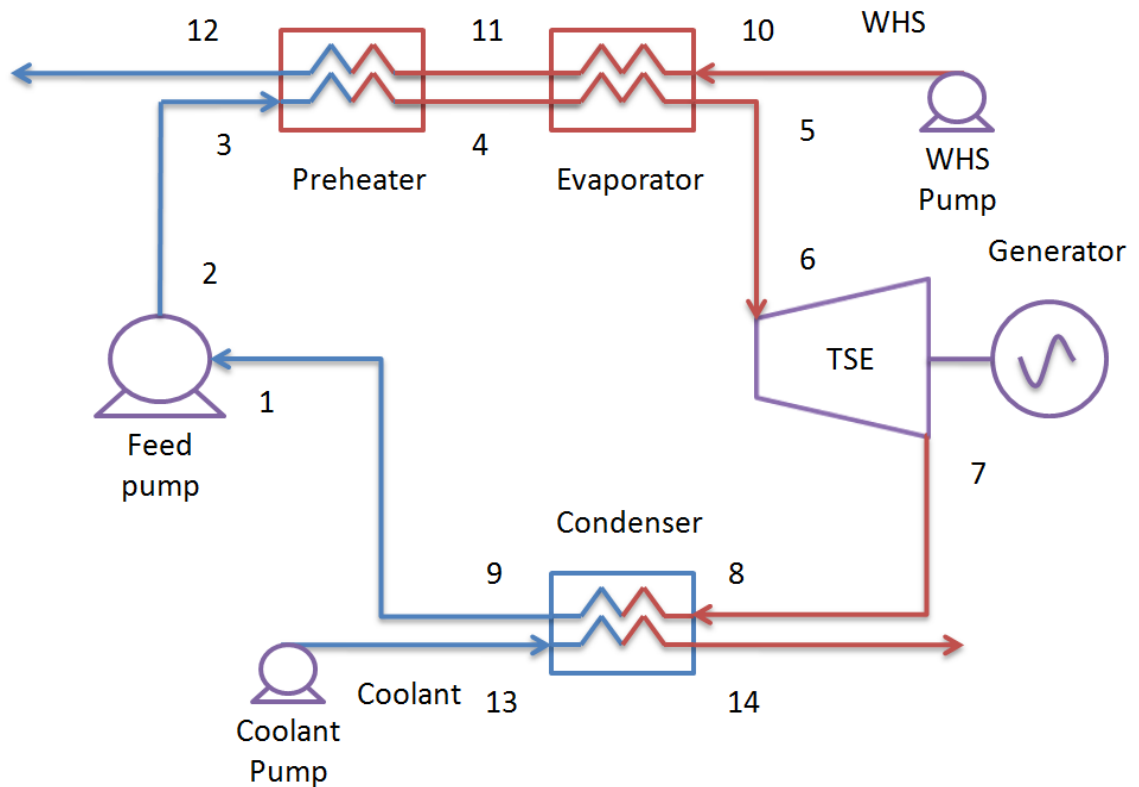 12
11
10
WHS
3
4
5
Preheater
Evaporator
WHS
Pump
2
6
Generator
TSE
1
Feed
pump
7
Condenser
9
8
Coolant
13
14
Coolant
Pump